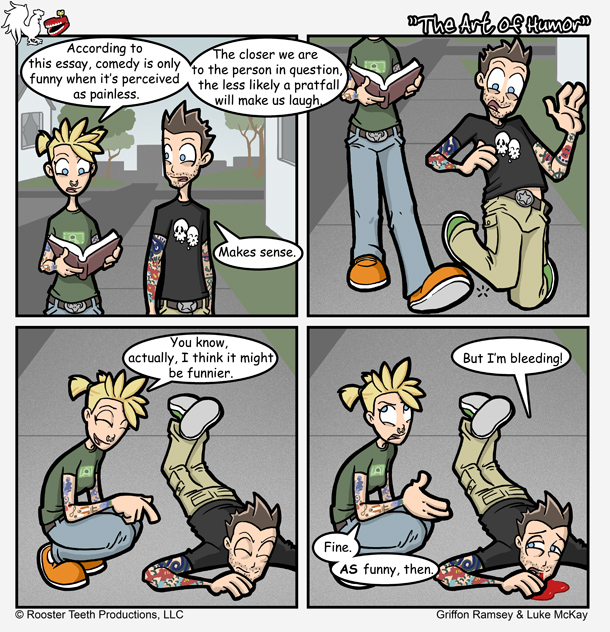 "The Art of Humor"
According to
this essay, comedy is only
funny when it's perceived
as painless.
The closer we are
to the person in question,
the less likely a pratfall
will make us laugh.
Makes sense.
You know,
actually, I think it might
be funnier.
But I'm bleeding!
Fine.
AS funny, then.
© Rooster Teeth Productions, LLC
Griffon Ramsey & Luke McKay